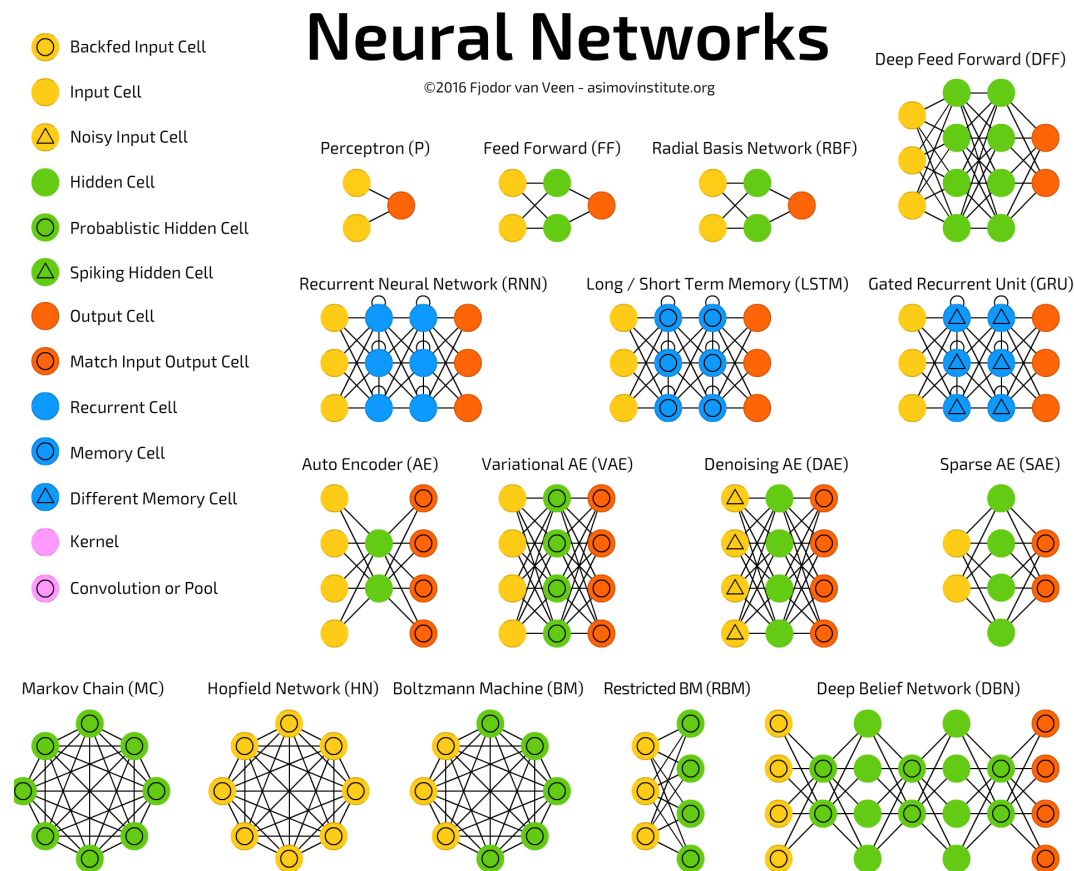 Neural Networks
©2016 Fjodor van Veen - asimovinstitute.org
Backfed Input Cell
Input Cell
Noisy Input Cell
Hidden Cell
Probablistic Hidden Cell
Spiking Hidden Cell
Output Cell
Match Input Output Cell
Recurrent Cell
Memory Cell
Different Memory Cell
Kernel
Convolution or Pool
Deep Feed Forward (DFF)
Perceptron (P)
Feed Forward (FF)
Radial Basis Network (RBF)
Recurrent Neural Network (RNN)
Long / Short Term Memory (LSTM)
Gated Recurrent Unit (GRU)
Auto Encoder (AE)
Variational AE (VAE)
Denoising AE (DAE)
Sparse AE (SAE)
Markov Chain (MC)
Hopfield Network (HN)
Boltzmann Machine (BM)
Restricted BM (RBM)
Deep Belief Network (DBN)